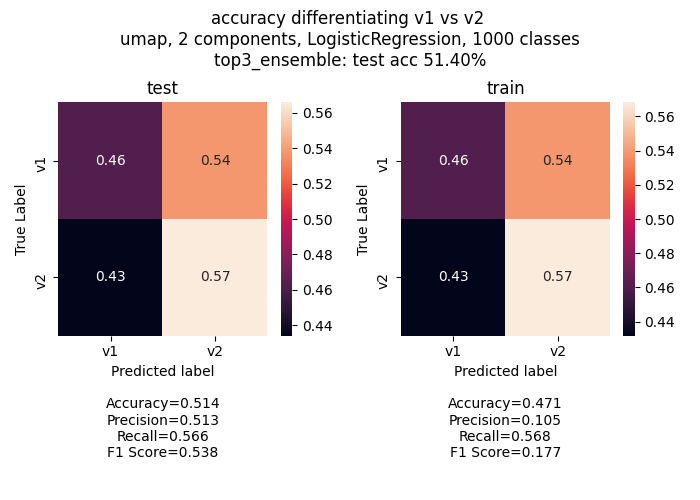 accuracy differentiating v1 vs v2
umap, 2 components, LogisticRegression, 1000 classes
top3_ensemble: test acc 51.40%
test
True Label
v1
v2
0.46
0.54
0.43
0.57
v1
v2
Predicted label
0.56
0.54
0.52
0.50
0.48
0.46
0.44
Accuracy=0.514
Precision=0.513
Recall=0.566
F1 Score=0.538
train
True Label
v1
v2
0.46
0.54
0.43
0.57
v1
v2
Predicted label
0.56
0.54
0.52
0.50
0.48
0.46
0.44
Accuracy=0.471
Precision=0.105
Recall=0.568
F1 Score=0.177